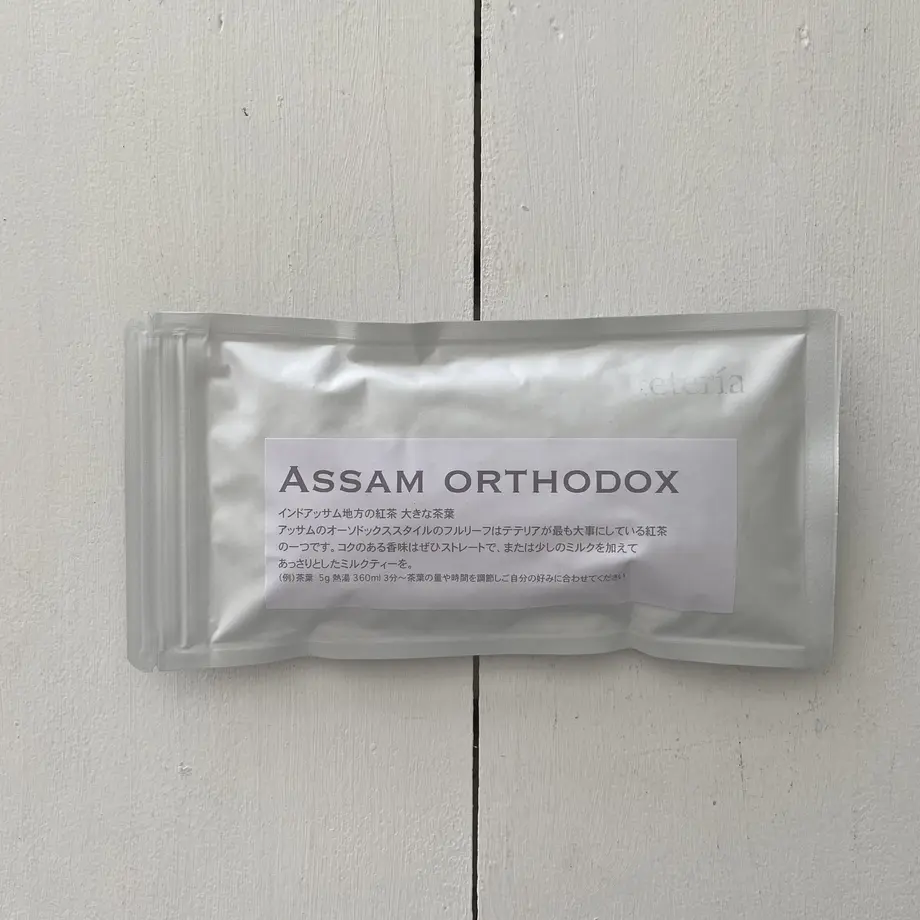 etería
ASSAM ORTHODOX
インドアッサム地方の紅茶 大きな茶葉
アッサムのオーソドックススタイルのフルリーフはテテリアが最も大事にしている紅茶
の一つです。コクのある香味はぜひストレートで、または少しのミルクを加えて
あっさりとしたミルクティーを。
(例)茶葉 5g 熱湯 360ml 3分～茶葉の量や時間を調節しご自分の好みに合わせてください